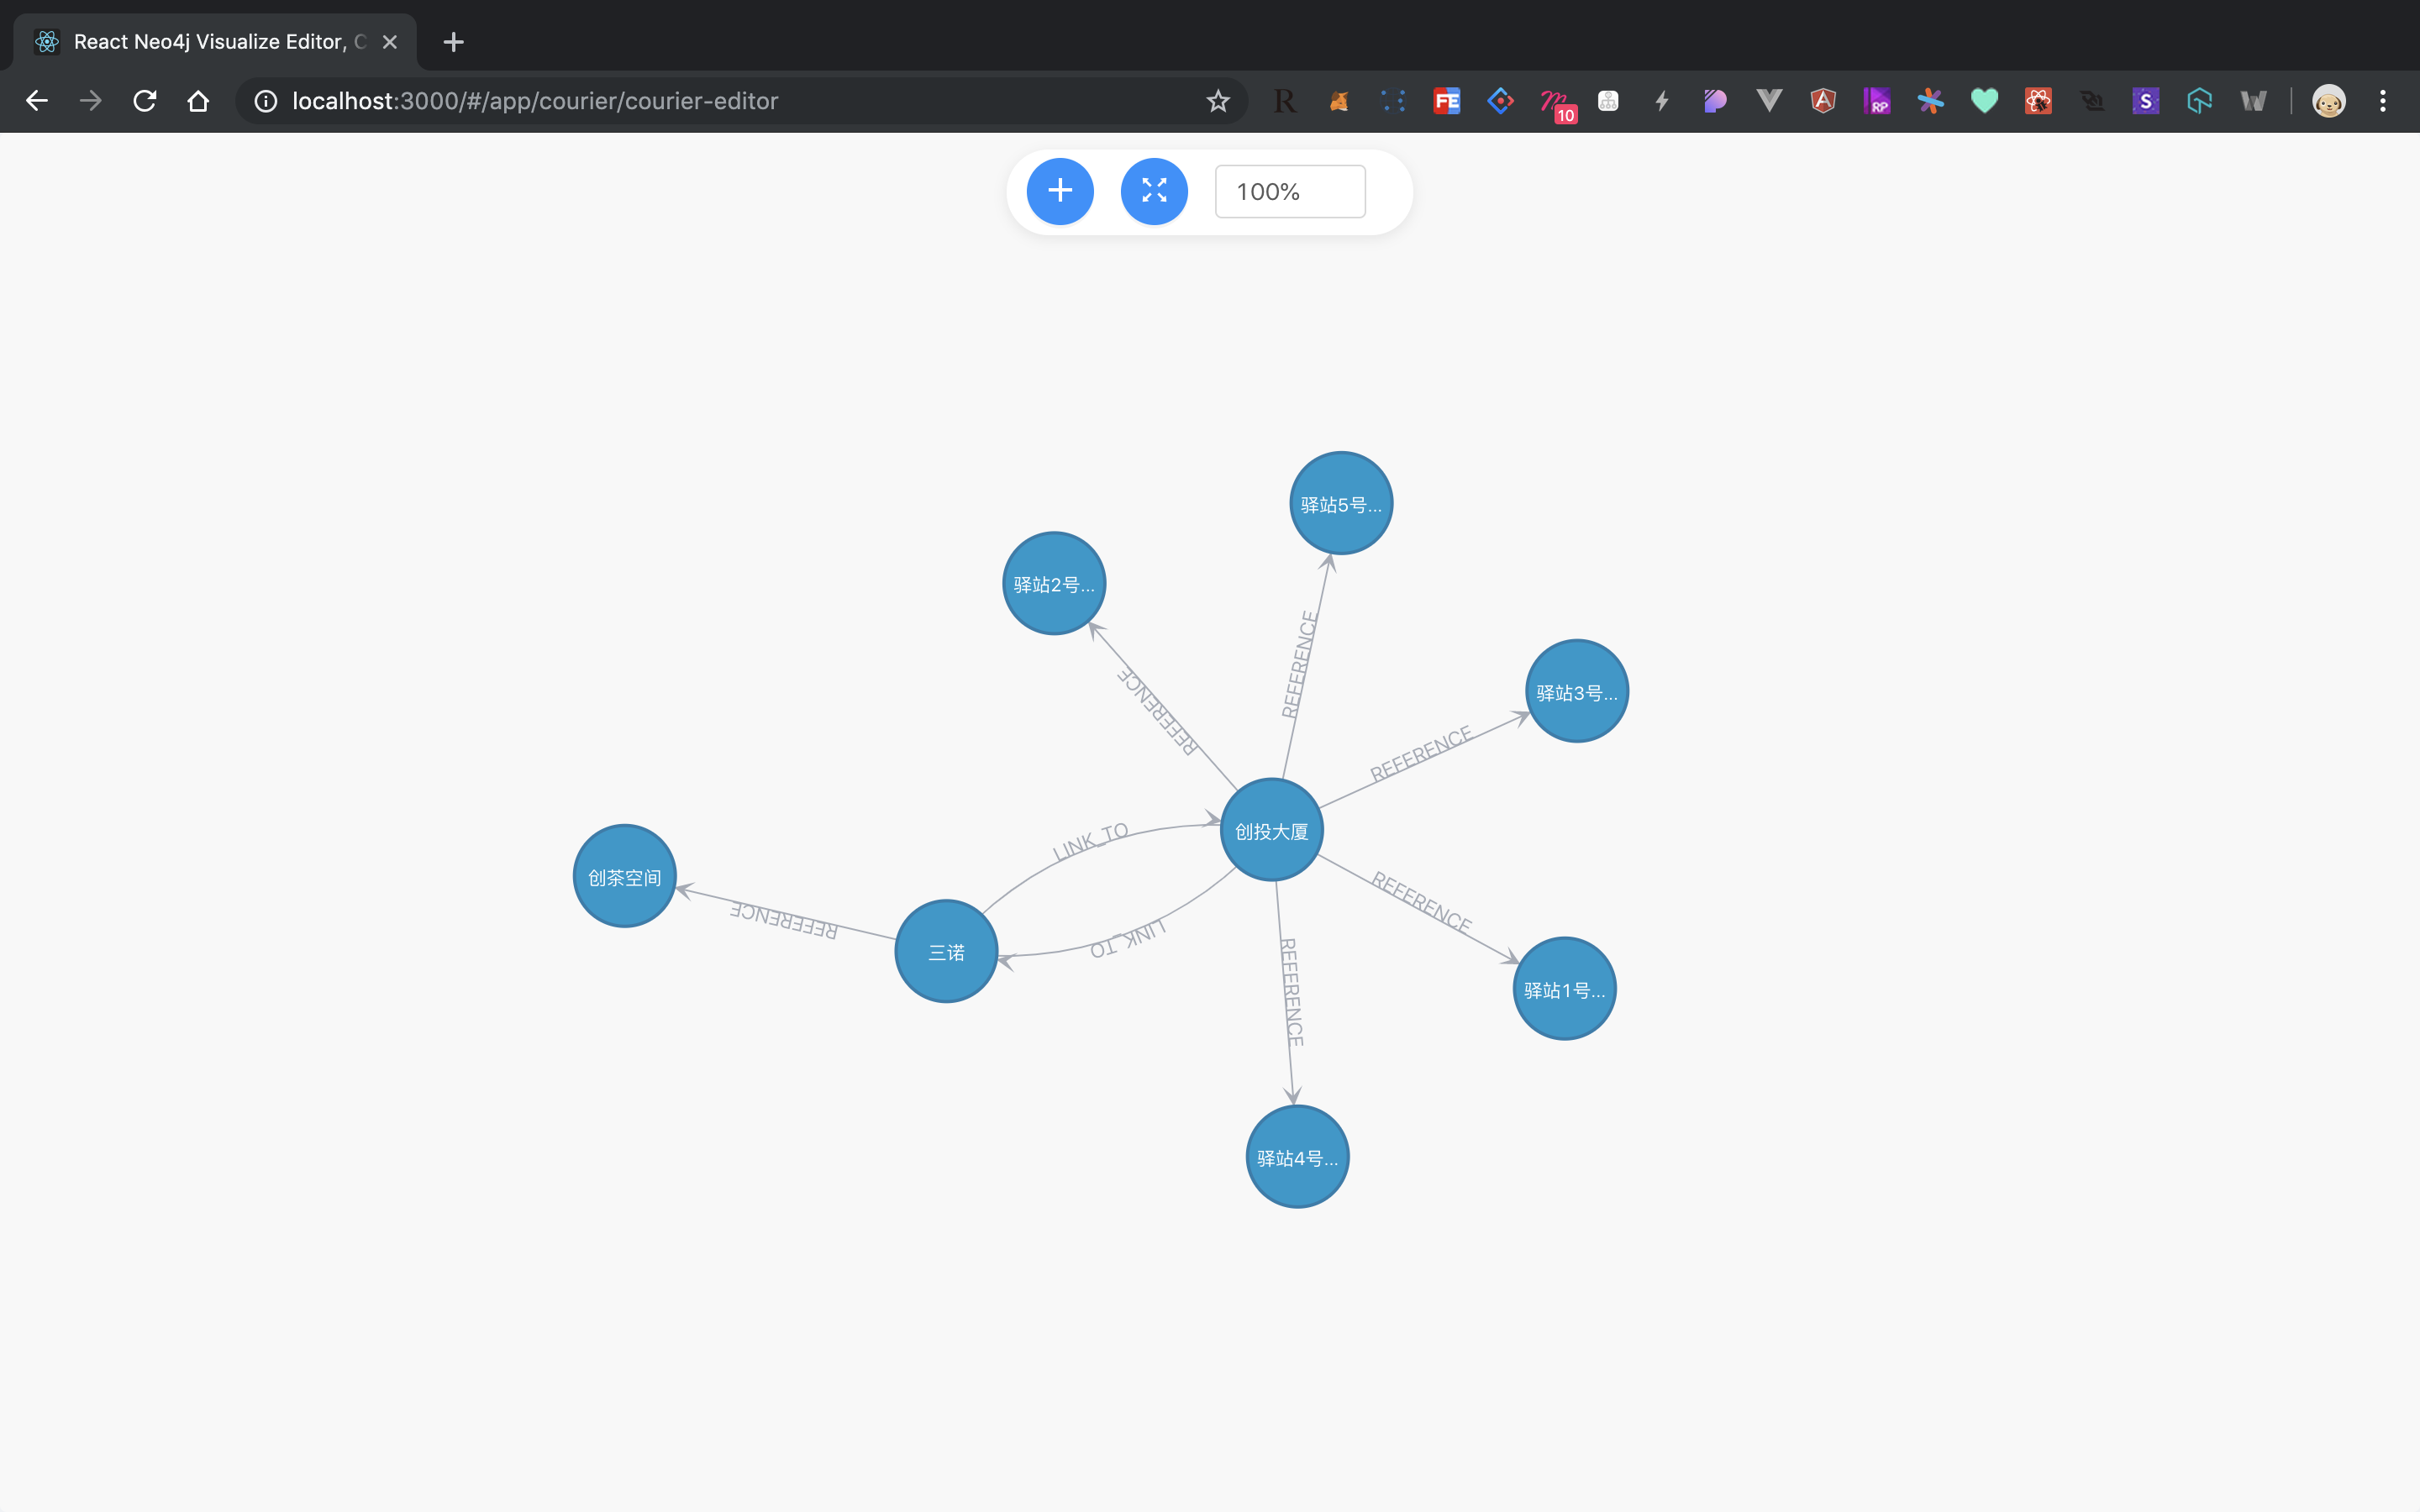 React Neo4j Visualize Editor, C
localhost:3000/#/app/courier/courier-editor
R
FE
10
RP
S
100%
驿站5号...
驿站2号...
REFERENCE
REFERENCE
驿站3号...
REFERENCE
LINK_TO
创投大厦
创茶空间
REFERENCE
REFERENCE
LINK_TO
三诺
REFERENCE
驿站1号...
驿站4号...